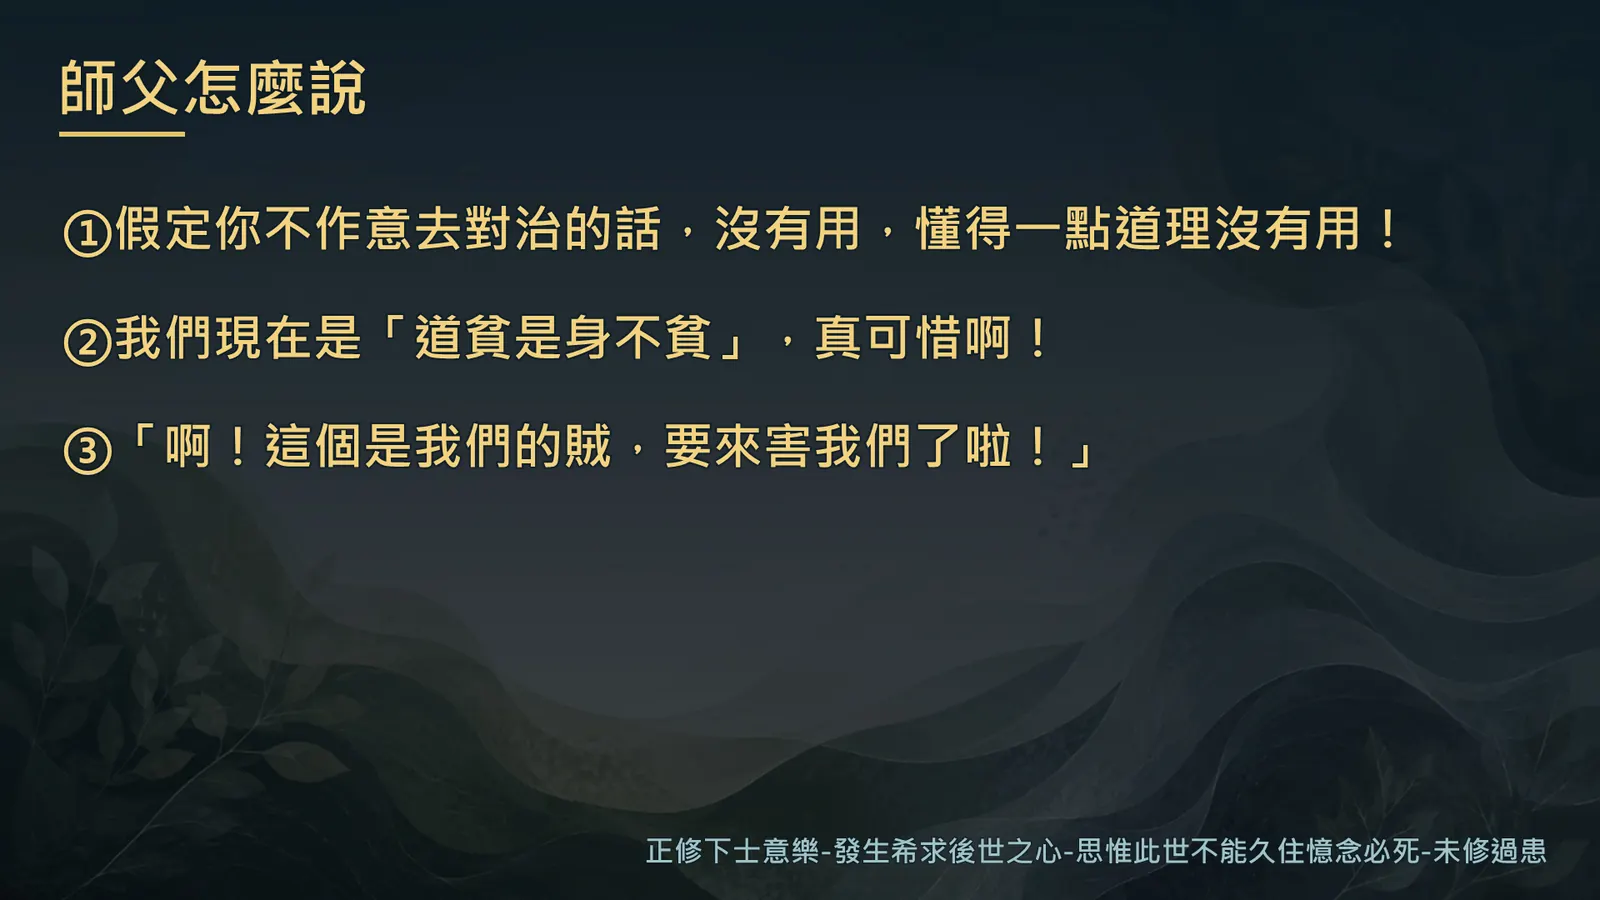 師父怎麼說
①假定你不作意去對治的話，沒有用，懂得一點道理沒有用！
②我們現在是「道貧是身不貧」，真可惜啊！
③「啊！這個是我們的賊，要來害我們了啦！」
正修下士意樂-發生希求後世之心-思惟此世不能久住憶念必死-未修過患